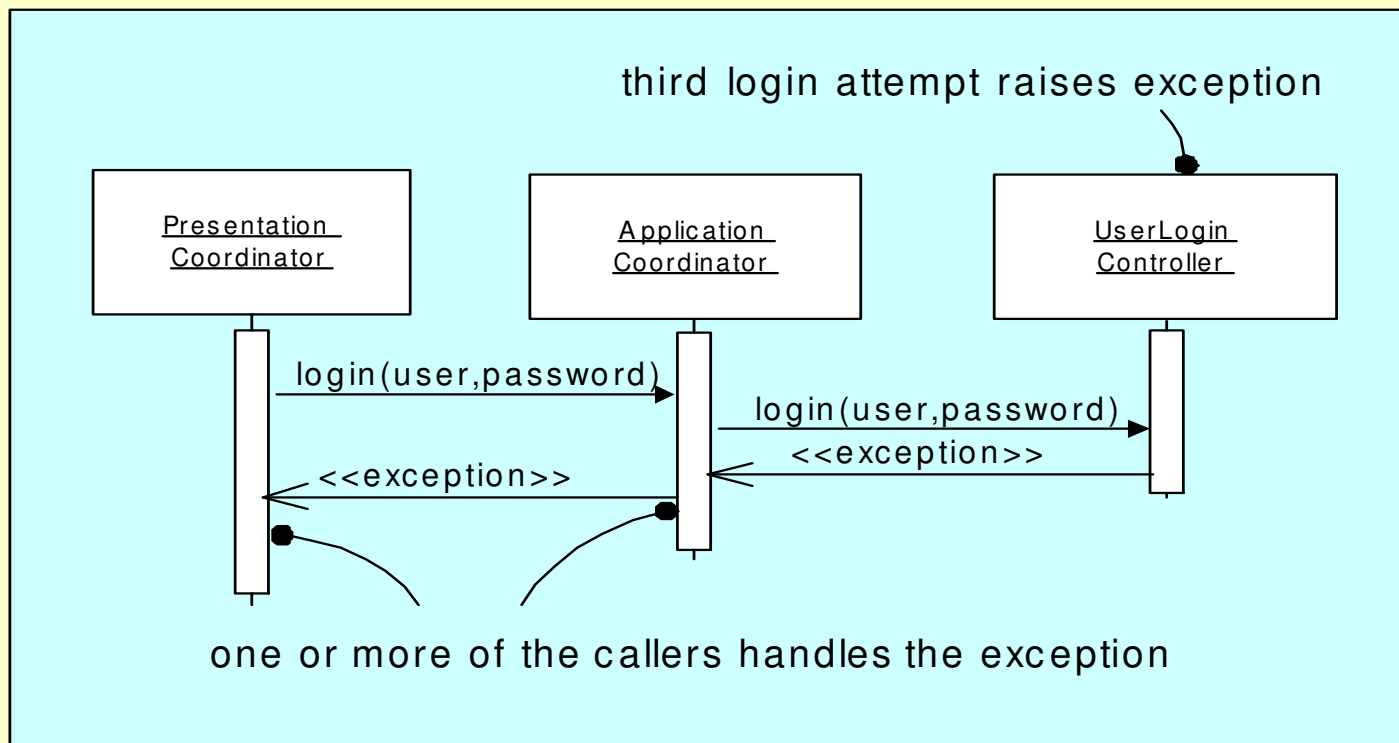 third login attempt raises exception
Presentation
Coordinator
Application
Coordinator
UserLogin
Controller
login(user,password)
login(user,password)
<<exception>>
<<exception>>
one or more of the callers handles the exception